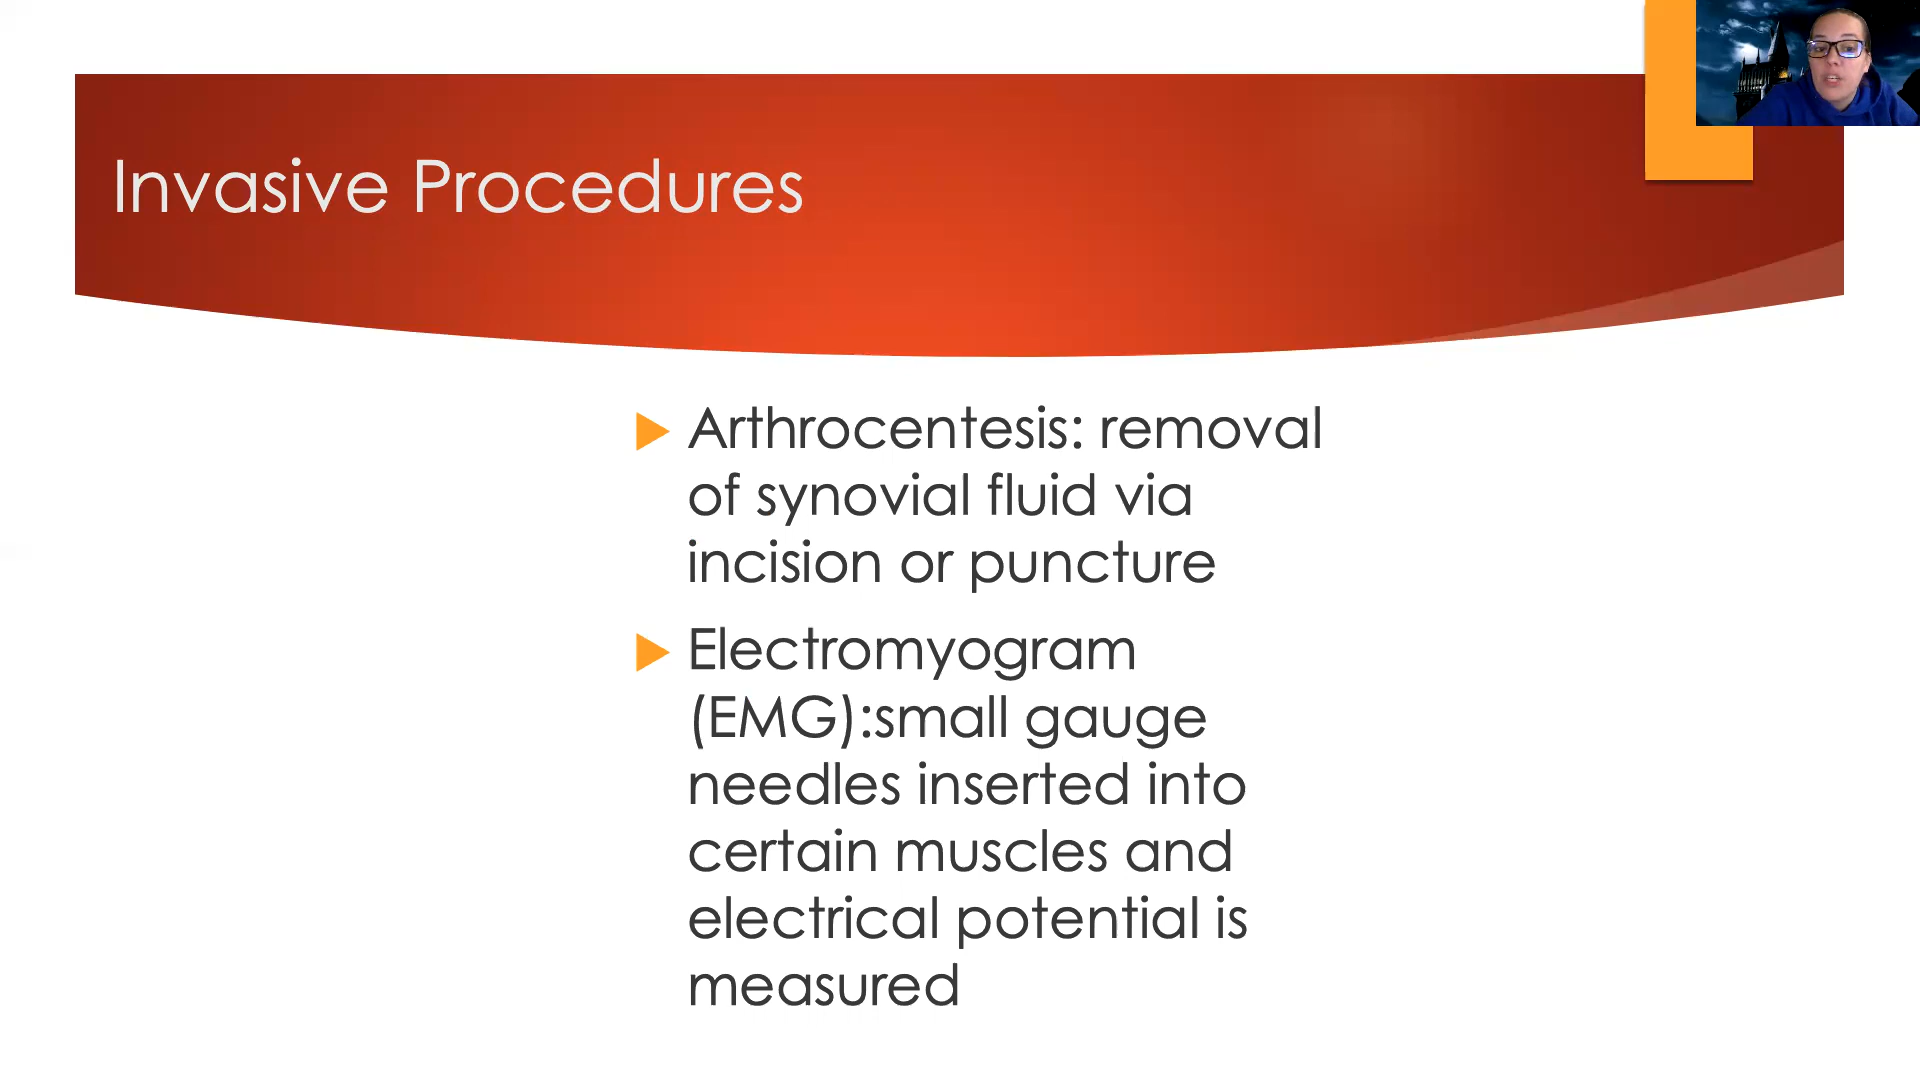 Invasive Procedures
Arthrocentesis: removal
of synovial fluid via
incision or puncture
Electromyogram
(EMG):small gauge
needles inserted into
certain muscles and
electrical potential is
measured